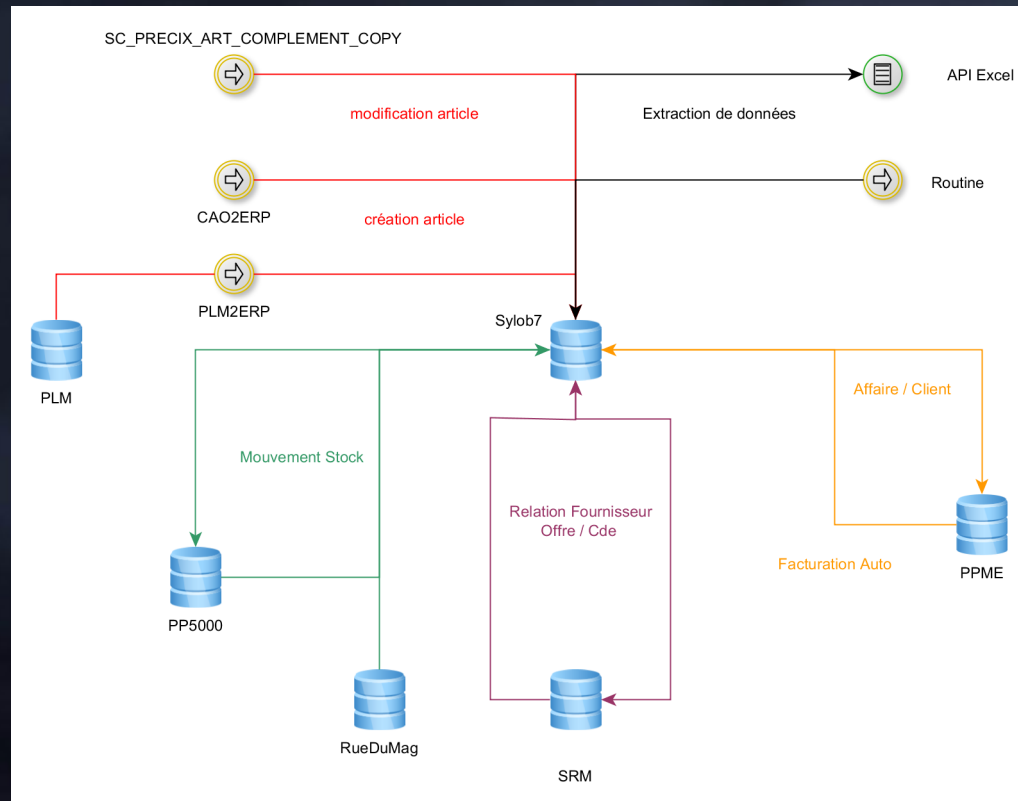 SC_PRECIX_ART_COMPLEMENT_COPY
API Excel
modification article
Extraction de données
Routine
CAO2ERP
création article
PLM2ERP
Sylob7
PLM
Affaire / Client
Mouvement Stock
Relation Fournisseur
Offre / Cde
Facturation Auto
PPME
PP5000
RueDuMag
SRM